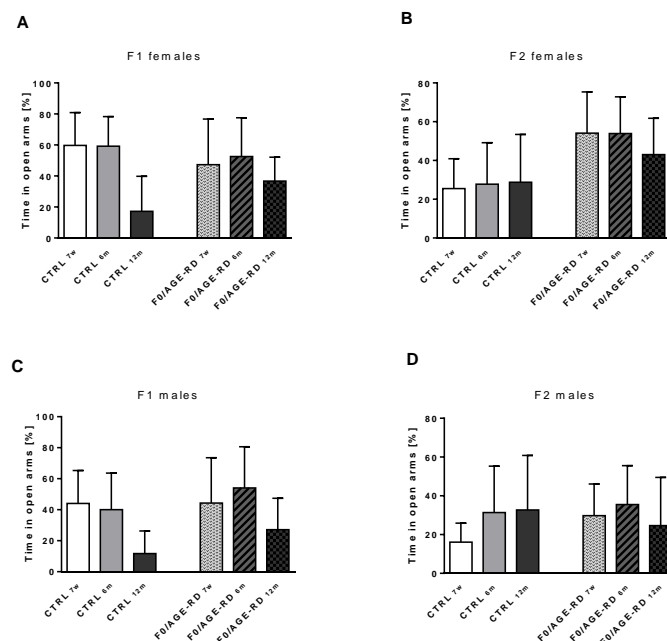 A
F1 females
Time in open arms [%]
100
80
60
40
20
0
CTRL 7w
CTRL 6m
CTRL 12m
F0/AGE-RD 7w
F0/AGE-RD 6m
F0/AGE-RD 12m
B
F2 females
Time in open arms [%]
80
60
40
20
0
CTRL 7w
CTRL 6m
CTRL 12m
F0/AGE-RD 7w
F0/AGE-RD 6m
F0/AGE-RD 12m
C
F1 males
Time in open arms [%]
100
80
60
40
20
0
CTRL 7w
CTRL 6m
CTRL 12m
F0/AGE-RD 7w
F0/AGE-RD 6m
F0/AGE-RD 12m
D
F2 males
Time in open arms [%]
80
60
40
20
0
CTRL 7w
CTRL 6m
CTRL 12m
F0/AGE-RD 7w
F0/AGE-RD 6m
F0/AGE-RD 12m